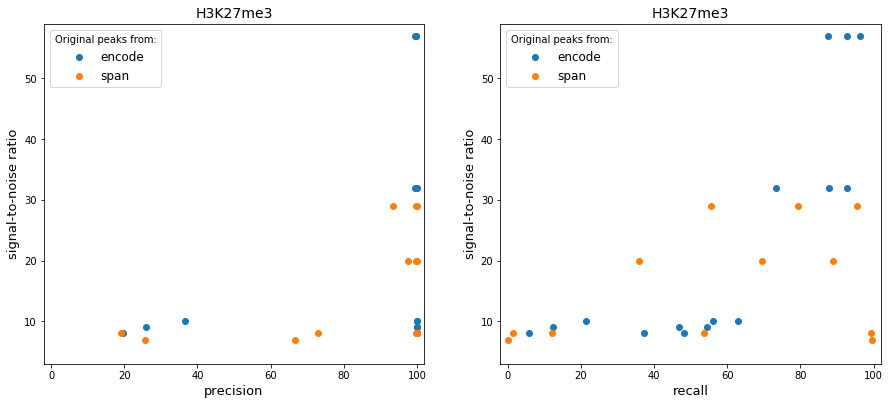 H3K27me3
Original peaks from:
encode
span
signal-to-noise ratio
50
40
30
20
10
0
20
40
60
80
100
precision
H3K27me3
Original peaks from:
encode
span
signal-to-noise ratio
50
40
30
20
10
0
20
40
60
80
100
recall